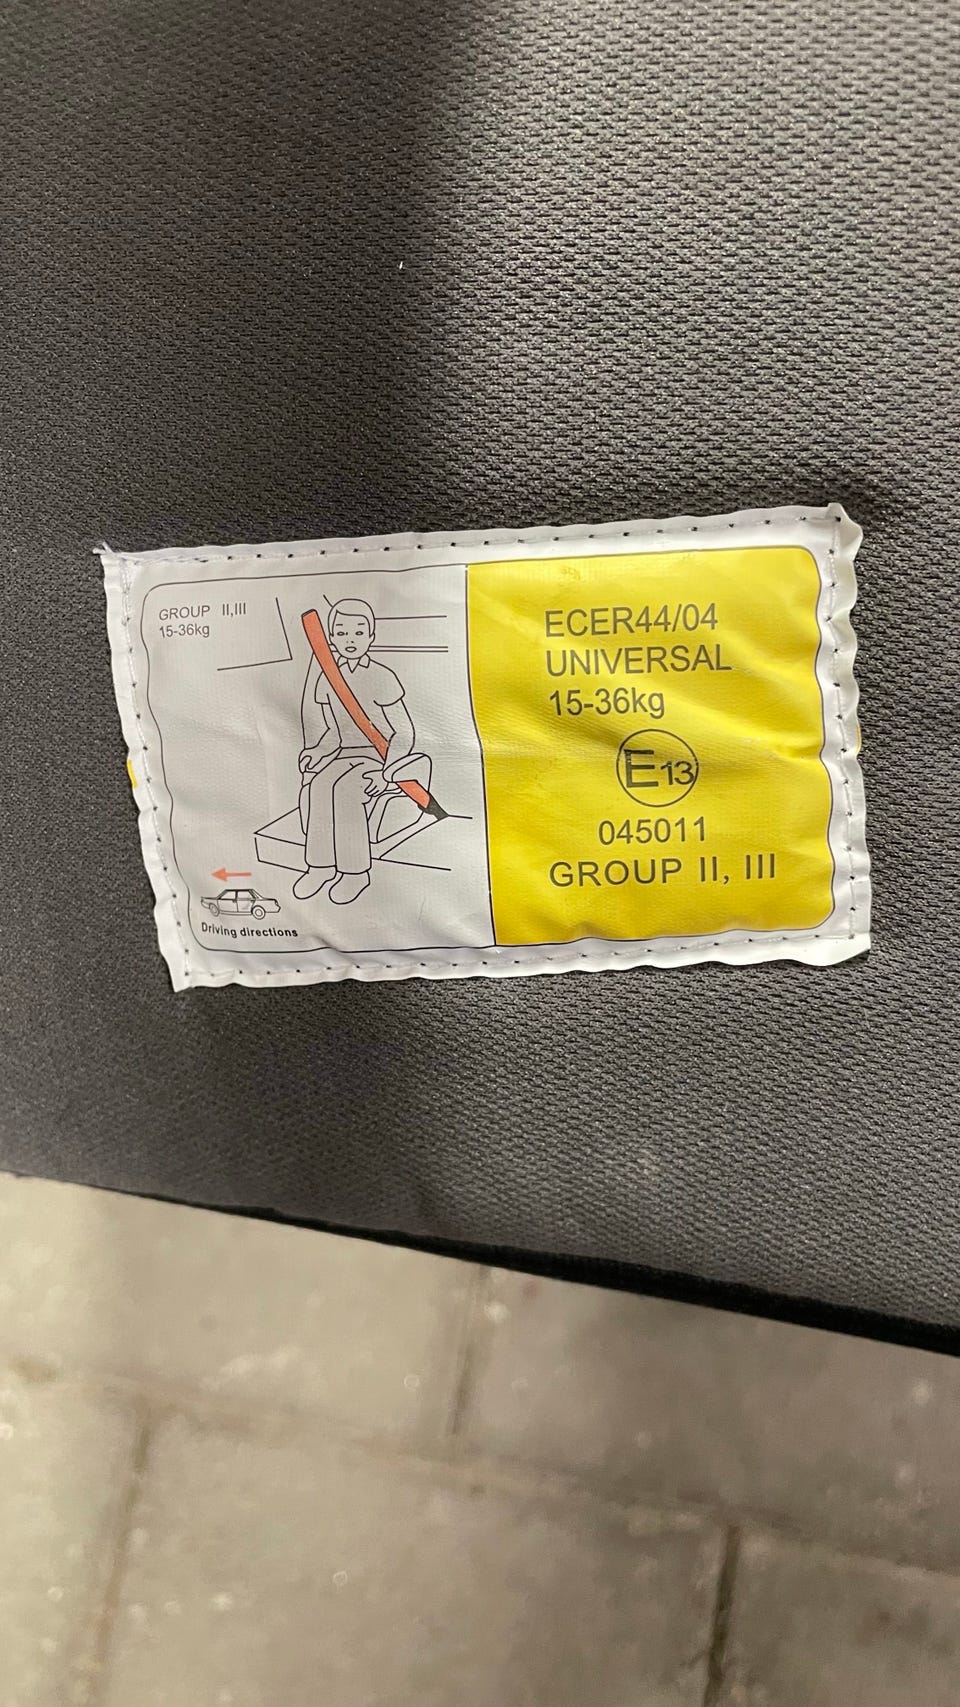 GROUP II,III
15-36kg
Driving directions
ECER44/04
UNIVERSAL
15-36kg
E13
045011
GROUP II, III